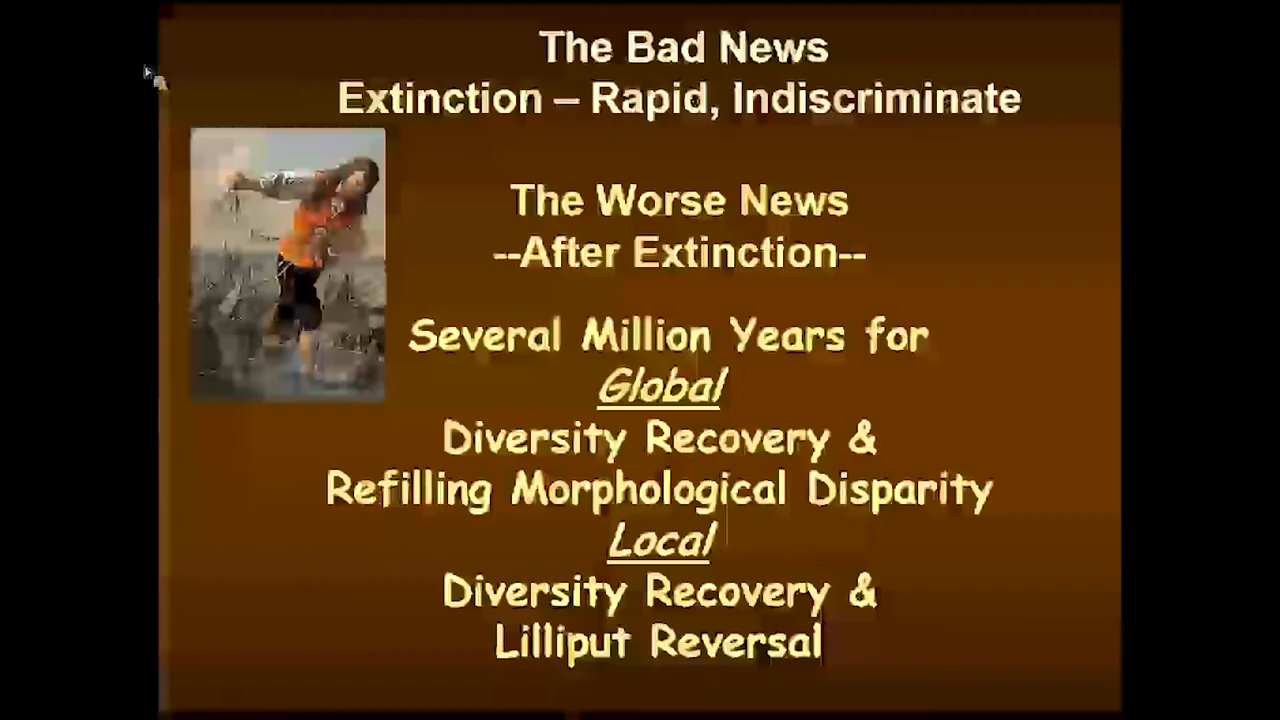 The Bad News
Extinction – Rapid, Indiscriminate
The Worse News
--After Extinction--
Several Million Years for
Global
Diversity Recovery &
Refilling Morphological Disparity
Local
Diversity Recovery &
Lilliput Reversal